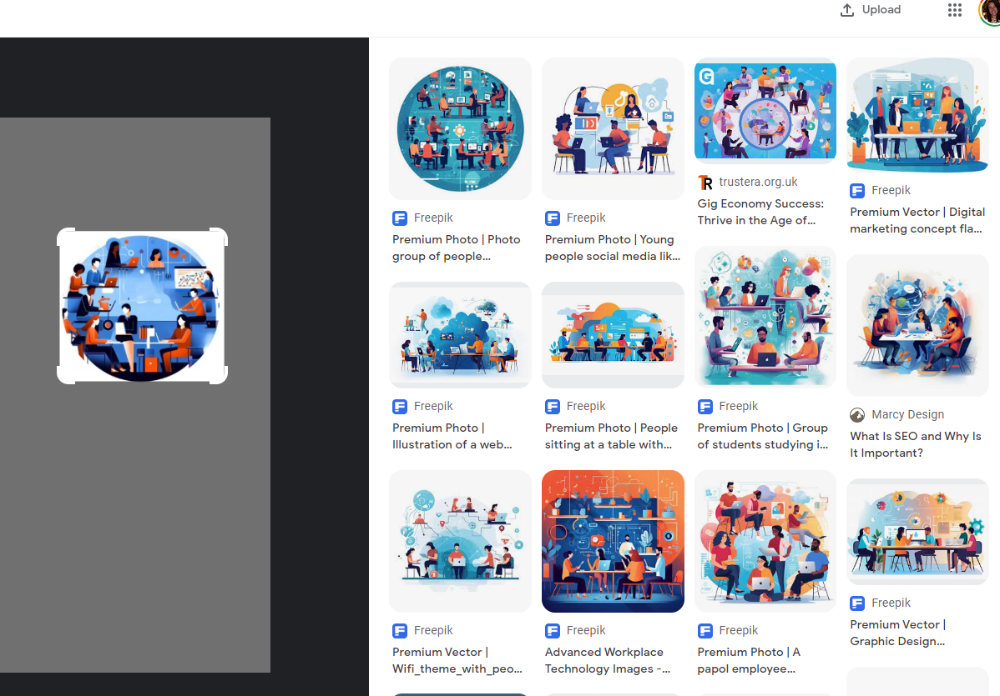 Upload
Freepik
Premium Photo | Photo
group of people...
Freepik
Premium Photo | Young
people social media lik...
G
trustera.org.uk
Gig Economy Success:
Thrive in the Age of...
Freepik
Premium Vector | Digital
marketing concept fla...
Freepik
Premium Photo |
Illustration of a web...
Freepik
Premium Photo | People
sitting at a table with...
Freepik
Premium Photo | Group
of students studying i...
Marcy Design
What Is SEO and Why Is
It Important?
Freepik
Premium Vector |
Wifi_theme_with_peo...
Freepik
Advanced Workplace
Technology Images -...
Freepik
Premium Photo | A
papol employee...
Freepik
Premium Vector |
Graphic Design...